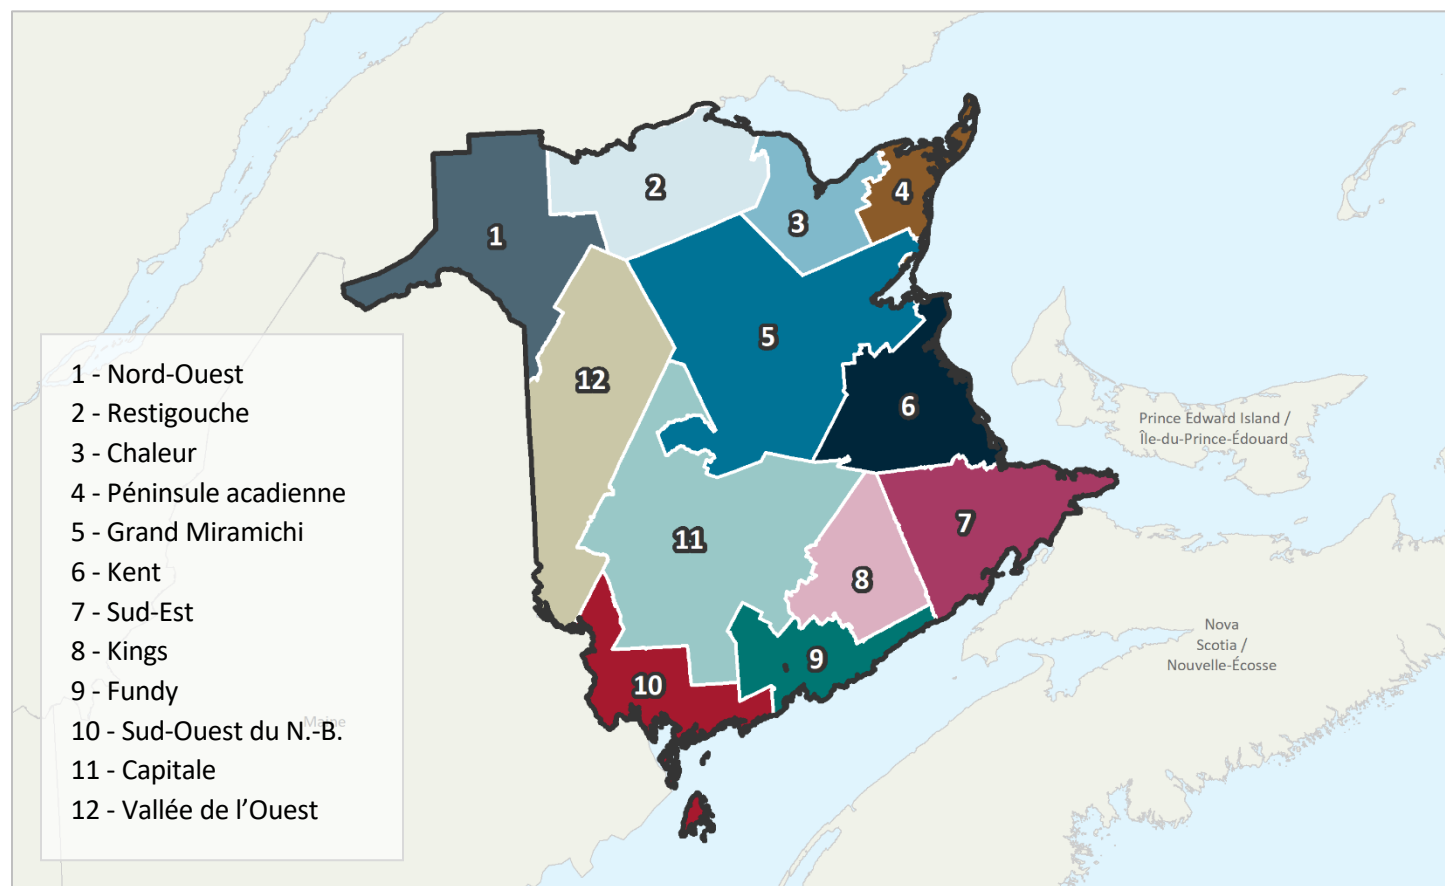 2
4
3
1
5
1 - Nord-Ouest
2 - Restigouche
3 - Chaleur
4 - Péninsule acadienne
5 - Grand Miramichi
6 - Kent
7 - Sud-Est
8 - Kings
9 - Fundy
10 - Sud-Ouest du N.-B.
11 - Capitale
12 - Vallée de l’Ouest
Maine
12
6
Prince Edward Island /
Île-du-Prince-Édouard
7
11
8
9
10
Nova
Scotia /
Nouvelle-Écosse